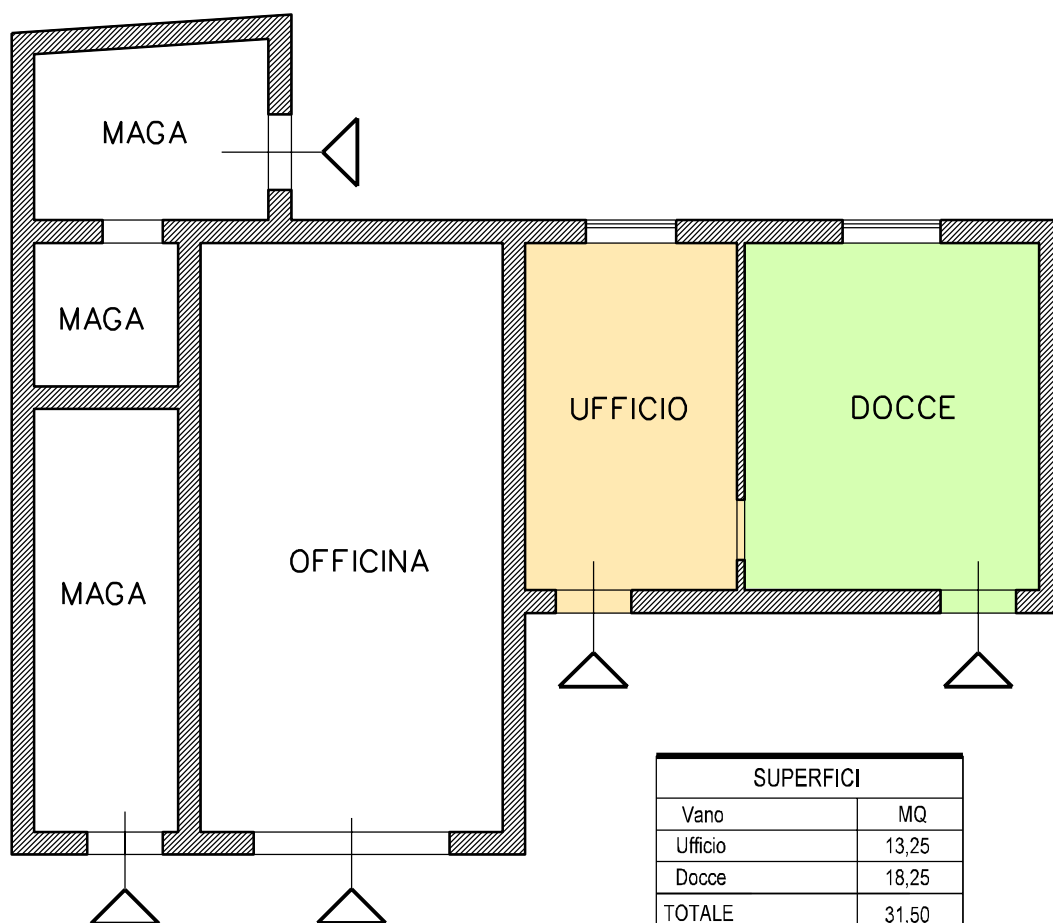 MAGA
MAGA
UFFICIO
DOCCE
OFFICINA
MAGA
SUPERFICI
Vano MQ
Ufficio 13,25
Docce 18,25
TOTALE 31,50